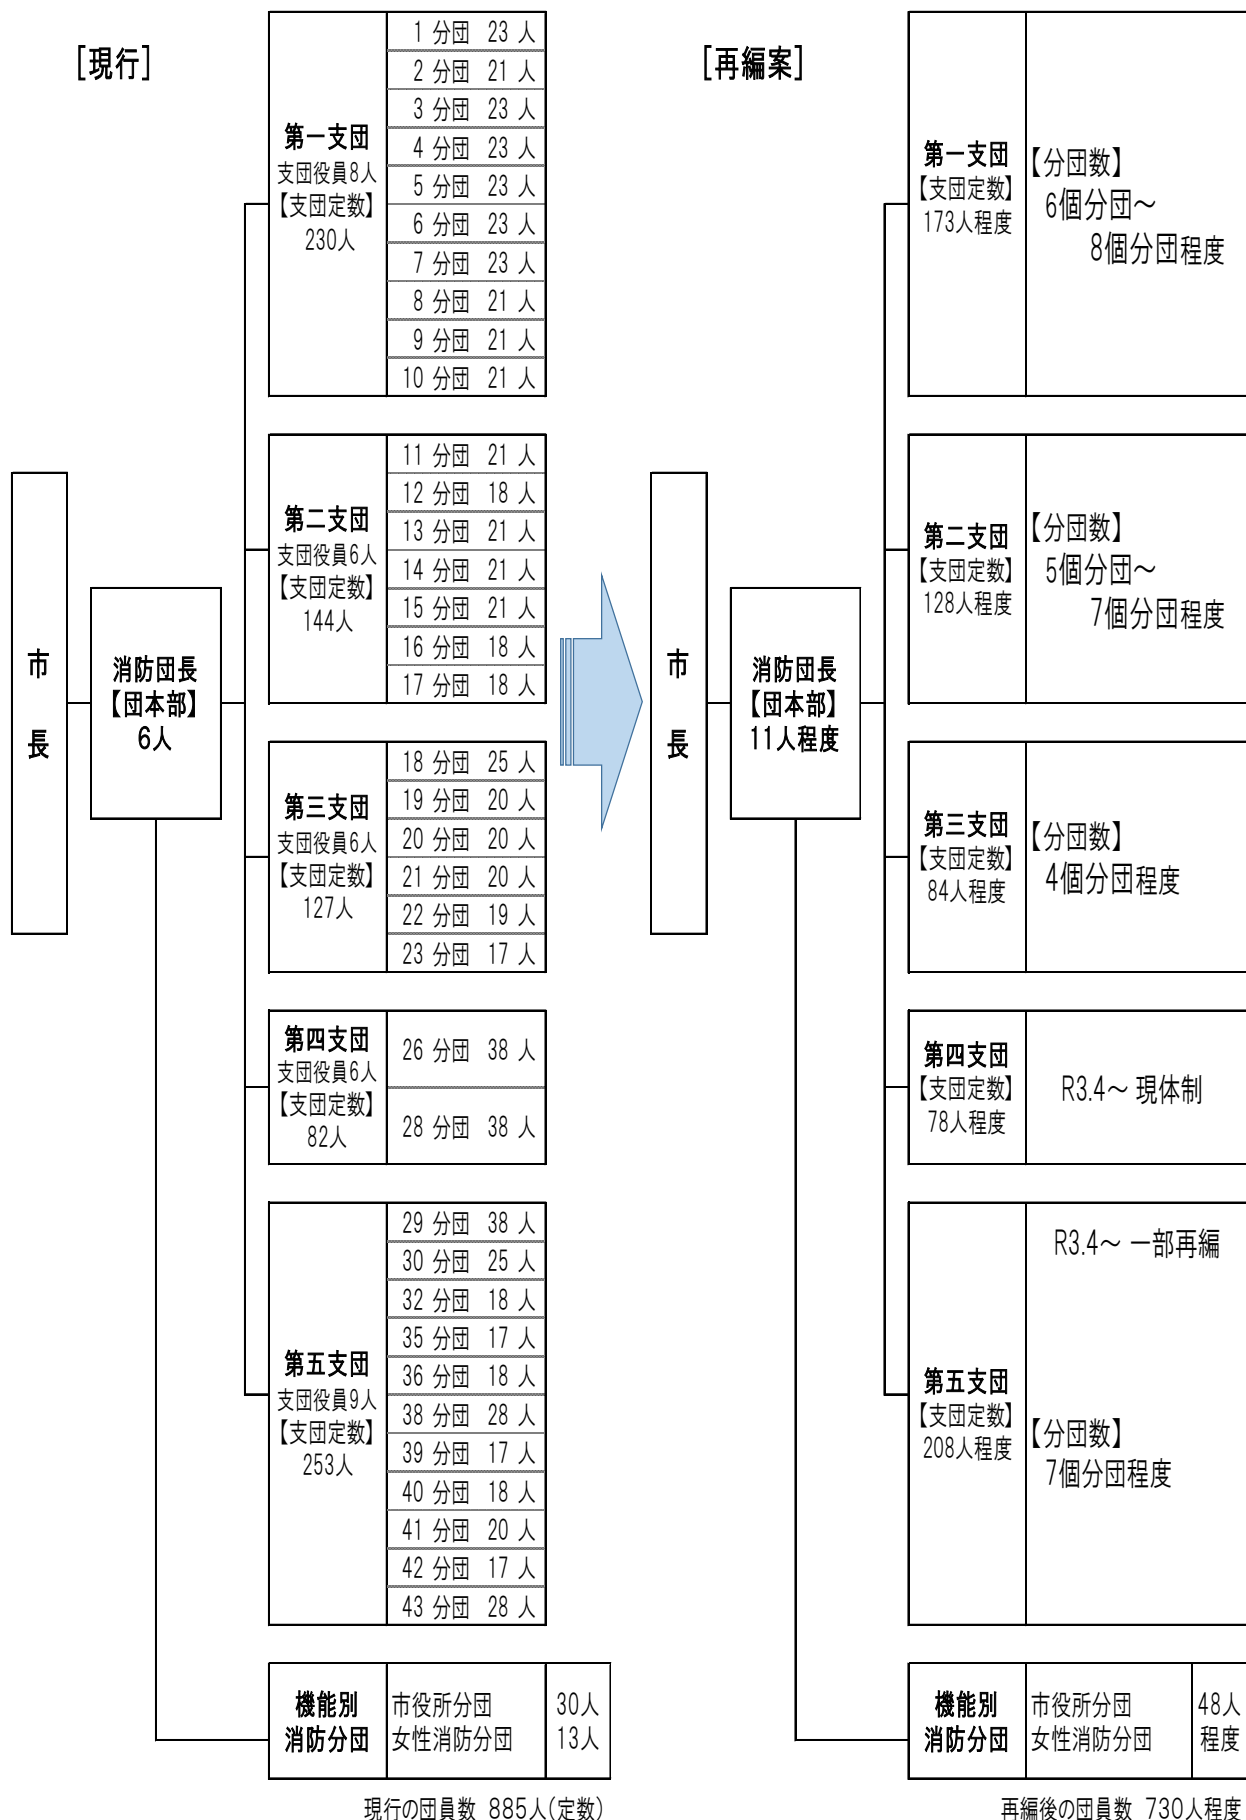 [現行]
市
長
消防団長
【団本部】
6人
第一支団
支団役員8人
【支団定数】
230人
1 分団 23 人
2 分団 21 人
3 分団 23 人
4 分団 23 人
5 分団 23 人
6 分団 23 人
7 分団 23 人
8 分団 21 人
9 分団 21 人
10 分団 21 人
第二支団
支団役員6人
【支団定数】
144人
11 分団 21 人
12 分団 18 人
13 分団 21 人
14 分団 21 人
15 分団 21 人
16 分団 18 人
17 分団 18 人
第三支団
支団役員6人
【支団定数】
127人
18 分団 25 人
19 分団 20 人
20 分団 20 人
21 分団 20 人
22 分団 19 人
23 分団 17 人
第四支団
支団役員6人
【支団定数】
82人
26 分団 38 人
28 分団 38 人
第五支団
支団役員9人
【支団定数】
253人
29 分団 38 人
30 分団 25 人
32 分団 18 人
35 分団 17 人
36 分団 18 人
38 分団 28 人
39 分団 17 人
40 分団 18 人
41 分団 20 人
42 分団 17 人
43 分団 28 人
機能別
消防分団
市役所分団 30人
女性消防分団 13人
現行の団員数 885人(定数)
[再編案]
市
長
消防団長
【団本部】
11人程度
第一支団
【支団定数】
173人程度
【分団数】
6個分団～
8個分団程度
第二支団
【支団定数】
128人程度
【分団数】
5個分団～
7個分団程度
第三支団
【支団定数】
84人程度
【分団数】
4個分団程度
第四支団
【支団定数】
78人程度
R3.4～ 現体制
第五支団
【支団定数】
208人程度
R3.4～ 一部再編
【分団数】
7個分団程度
機能別
消防分団
市役所分団
女性消防分団
48人
程度
再編後の団員数 730人程度